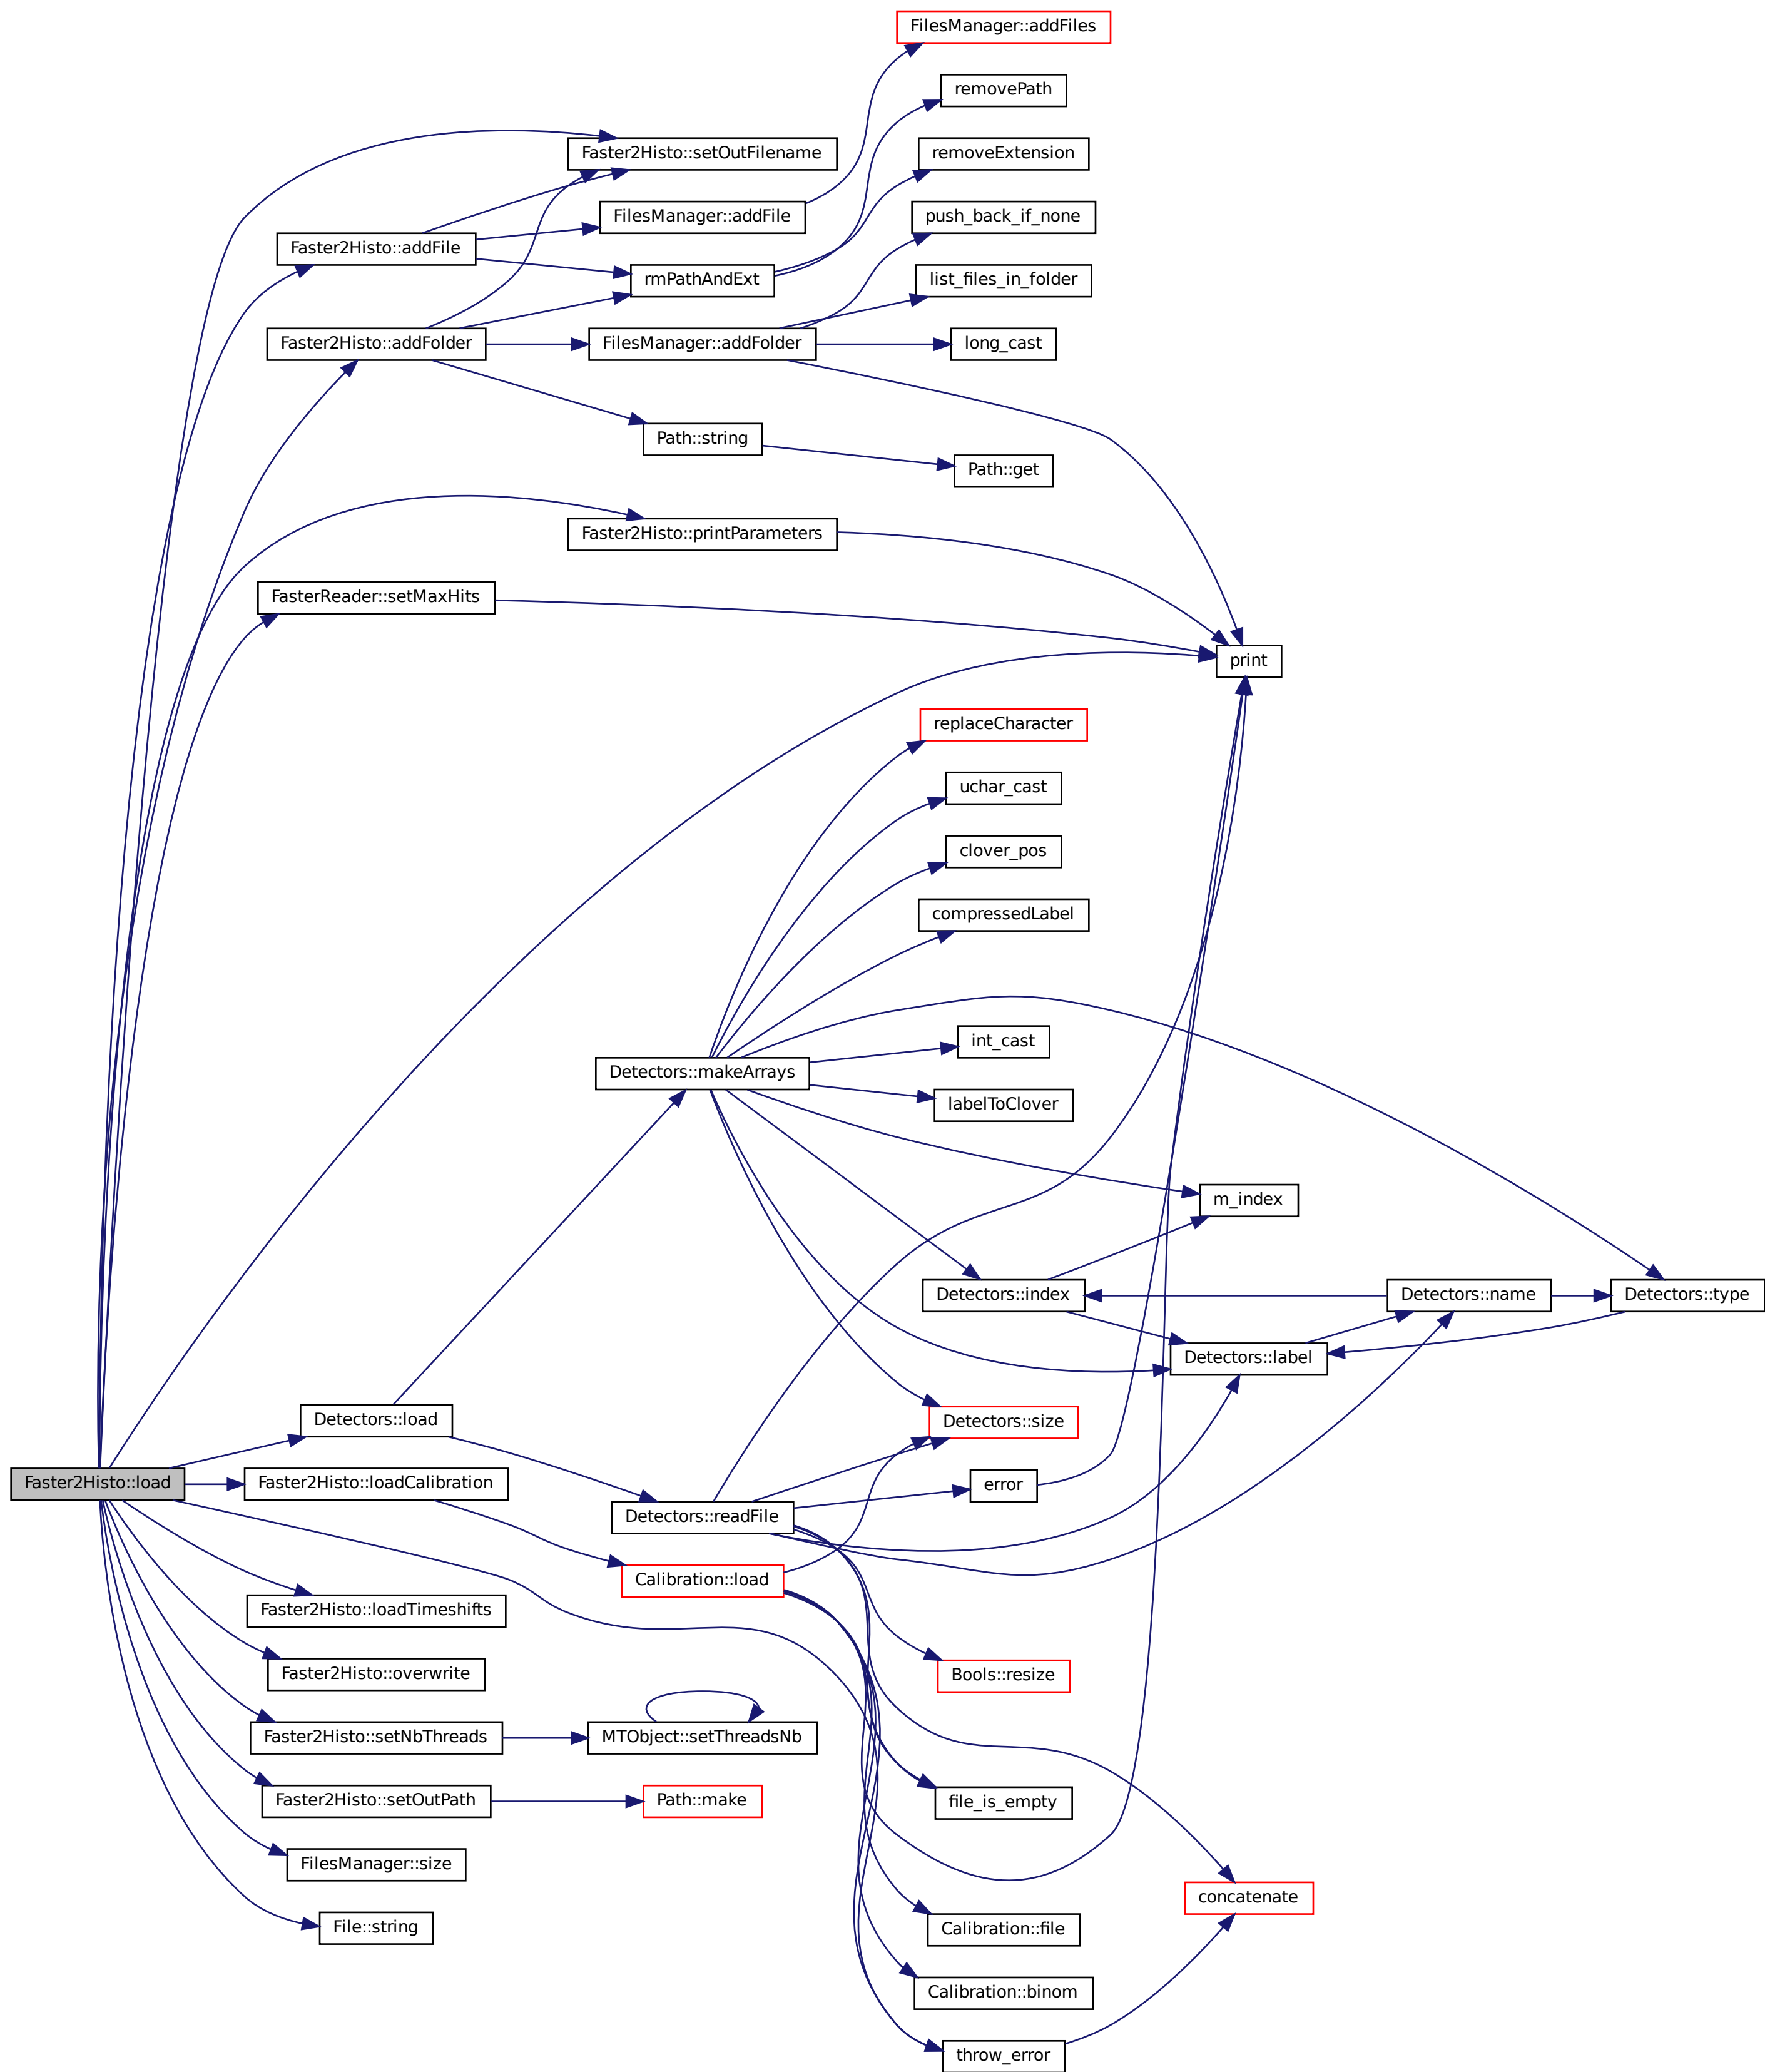 FilesManager::addFiles
removePath
Faster2Histo::setOutFilename
removeExtension
FilesManager::addFile
push_back_if_none
Faster2Histo::addFile
rmPathAndExt
list_files_in_folder
Faster2Histo::addFolder
FilesManager::addFolder
long_cast
Path::string
Path::get
Faster2Histo::printParameters
FasterReader::setMaxHits
print
replaceCharacter
uchar_cast
clover_pos
compressedLabel
int_cast
Detectors::makeArrays
labelToClover
m_index
Detectors::index
Detectors::name
Detectors::type
Detectors::label
Detectors::load
Detectors::size
Faster2Histo::load
Faster2Histo::loadCalibration
error
Detectors::readFile
Calibration::load
Faster2Histo::loadTimeshifts
Faster2Histo::overwrite
Bools::resize
Faster2Histo::setNbThreads
MTObject::setThreadsNb
Faster2Histo::setOutPath
Path::make
file_is_empty
FilesManager::size
concatenate
File::string
Calibration::file
Calibration::binom
throw_error